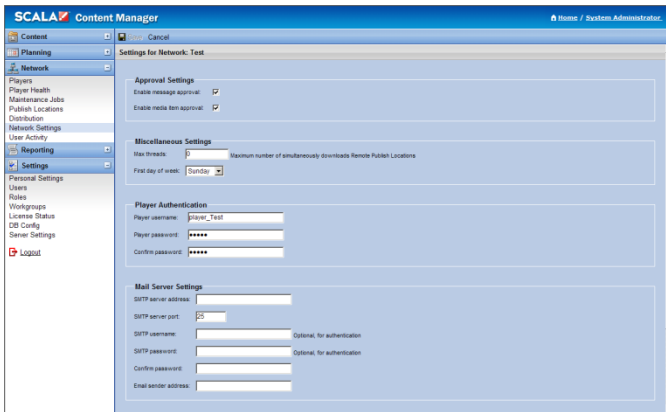 SCALA Content Manager
Home / System Administrator
Content
Save Cancel
Planning
Settings for Network: Test
Network
Players
Player Health
Maintenance Jobs
Publish Locations
Distribution
Network Settings
User Activity
Reporting
Settings
Personal Settings
Users
Roles
Workgroups
License Status
DB Config
Server Settings
Logout
Approval Settings
Enable message approval:
Enable media item approval:
Miscellaneous Settings
Max threads: 0 Maximum number of simultaneously downloads Remote Publish Locations
First day of week: Sunday
Player Authentication
Player username: player_Test
Player password: •••••
Confirm password: •••••
Mail Server Settings
SMTP server address:
SMTP server port: 25
SMTP username: Optional, for authentication
SMTP password: Optional, for authentication
Confirm password:
Email sender address: